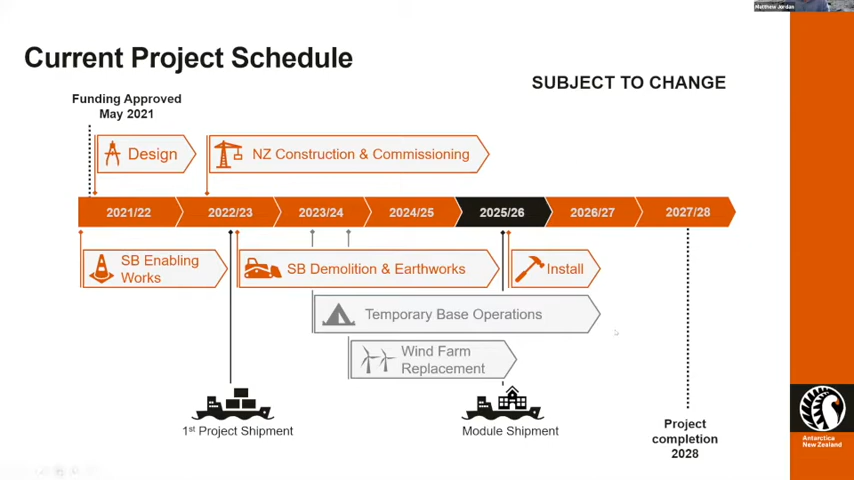 Matthew Jordan
Current Project Schedule
SUBJECT TO CHANGE
Funding Approved
May 2021
Design
NZ Construction & Commissioning
2021/22
2022/23
2023/24
2024/25
2025/26
2026/27
2027/28
SB Enabling
Works
SB Demolition & Earthworks
Install
Temporary Base Operations
Wind Farm
Replacement
1st Project Shipment
Module Shipment
Project
completion
2028
Antarctica
New Zealand